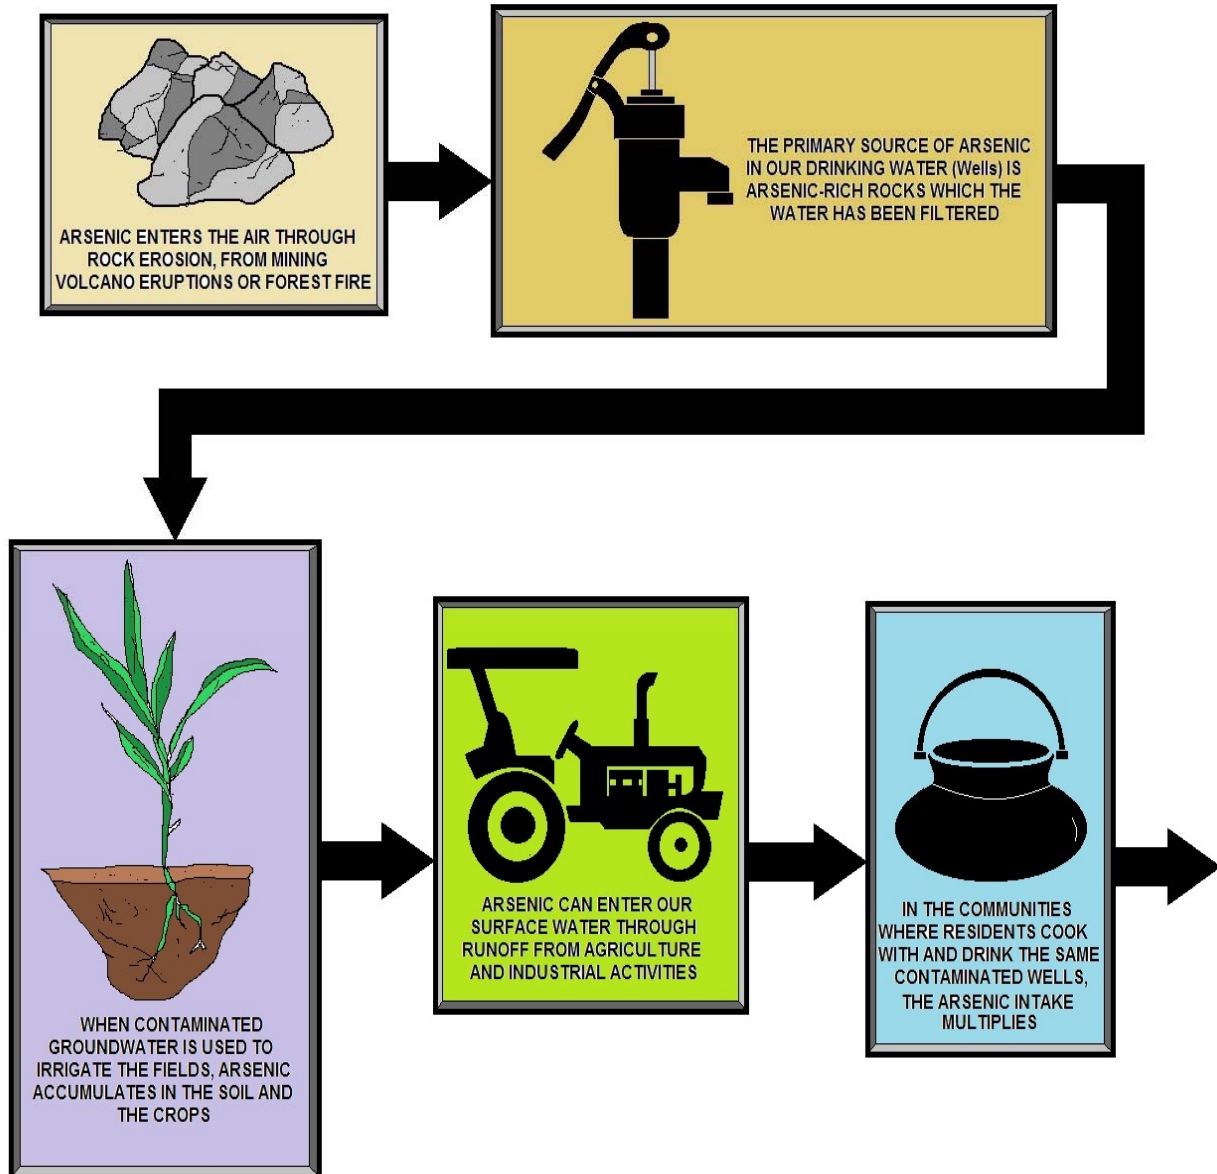 ARSENIC ENTERS THE AIR THROUGH
ROCK EROSION, FROM MINING
VOLCANO ERUPTIONS OR FOREST FIRE
THE PRIMARY SOURCE OF ARSENIC
IN OUR DRINKING WATER (Wells) IS
ARSENIC-RICH ROCKS WHICH THE
WATER HAS BEEN FILTERED
WHEN CONTAMINATED
GROUNDWATER IS USED TO
IRRIGATE THE FIELDS, ARSENIC
ACCUMULATES IN THE SOIL AND
THE CROPS
ARSENIC CAN ENTER OUR
SURFACE WATER THROUGH
RUNOFF FROM AGRICULTURE
AND INDUSTRIAL ACTIVITIES
IN THE COMMUNITIES
WHERE RESIDENTS COOK
WITH AND DRINK THE SAME
CONTAMINATED WELLS,
THE ARSENIC INTAKE
MULTIPLIES